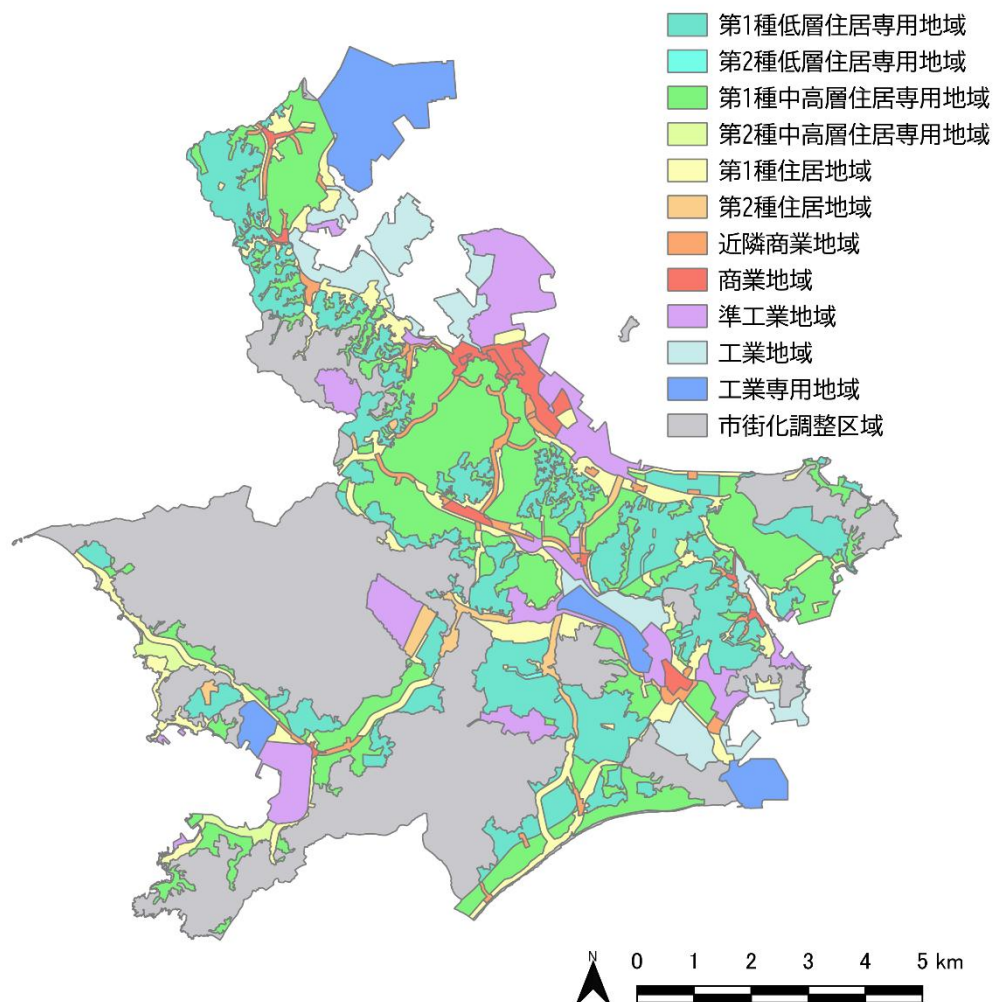 第1種低層住居専用地域
第2種低層住居専用地域
第1種中高層住居専用地域
第2種中高層住居専用地域
第1種住居地域
第2種住居地域
近隣商業地域
商業地域
準工業地域
工業地域
工業専用地域
市街化調整区域
N
0 1 2 3 4 5 km